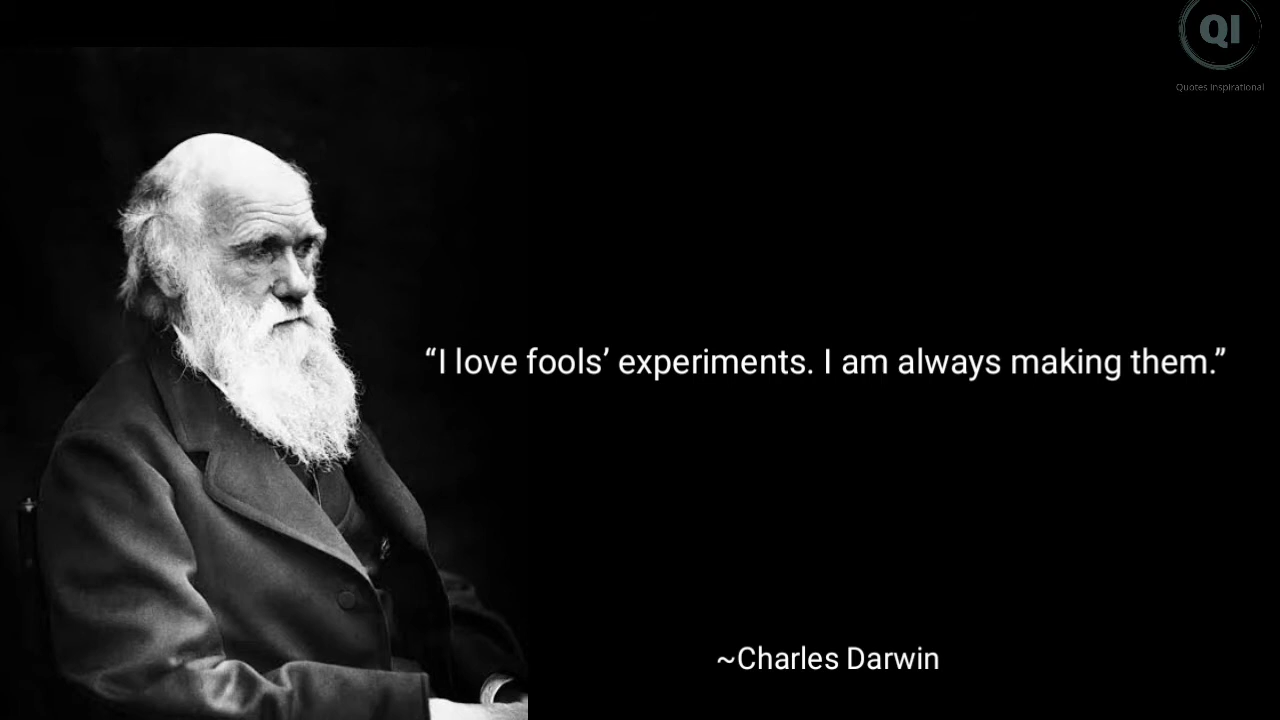 QI
Quotes Inspirational
“I love fools’ experiments. I am always making them.”
~Charles Darwin